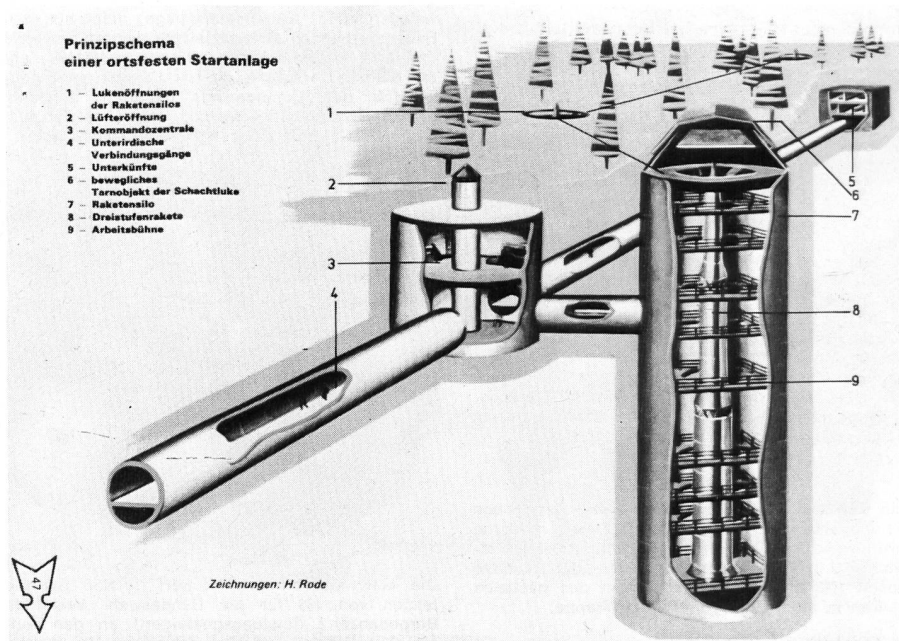 Prinzipschema
einer ortsfesten Startanlage
1 – Lukenöffnungen
der Raketensilos
2 – Lüfteröffnung
3 – Kommandozentrale
4 – Unterirdische
Verbindungsgänge
5 – Unterkünfte
6 – bewegliches
Tarnobjekt der Schachtluke
7 – Raketensilo
8 – Dreistufenrakete
9 – Arbeitsbühne
1
2
3
4
5
6
7
8
9
47
Zeichnungen: H. Rode